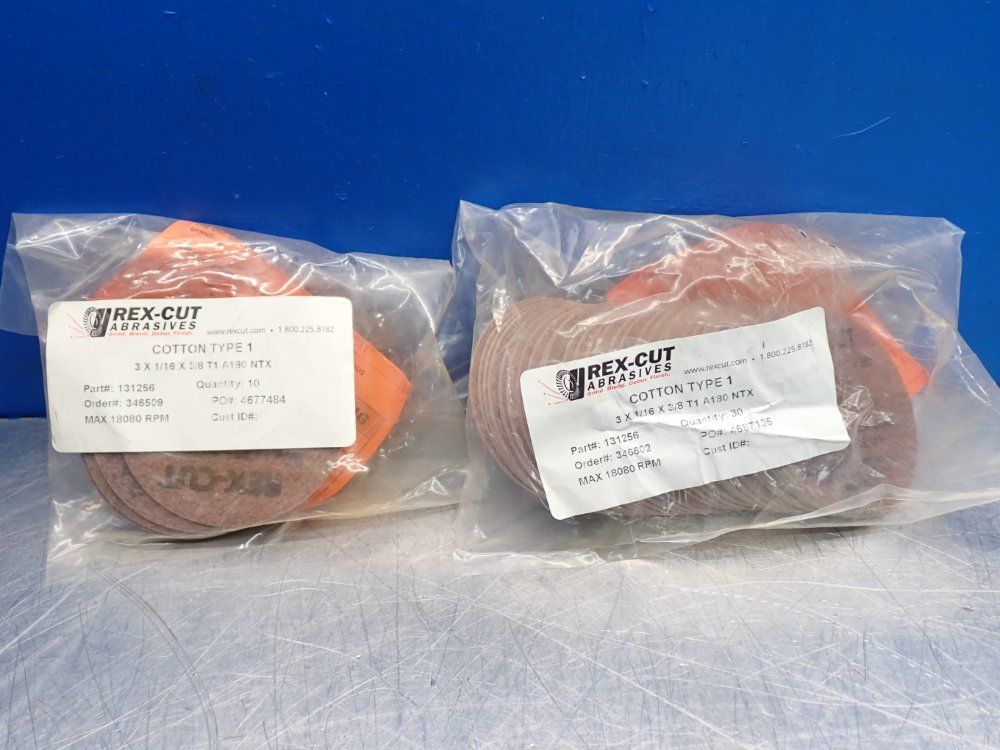 REX-CUT
ABRASIVES
Grind. Blend. Deburr. Finish.
www.rexcut.com • 1.800.225.8182
COTTON TYPE 1
3 X 1/16 X 3/8 T1 A180 NTX
Part#: 131256 Quantity: 10
Order#: 346509 PO#: 4677484
MAX 18080 RPM Cust ID#:
REX-CUT
REX-CUT
ABRASIVES
Grind. Blend. Deburr. Finish.
www.rexcut.com • 1.800.225.8182
COTTON TYPE 1
3 X 1/16 X 3/8 T1 A180 NTX
Part#: 131256 Quantity: 30
Order#: 346602 PO#: 4687135
MAX 18080 RPM Cust ID#: